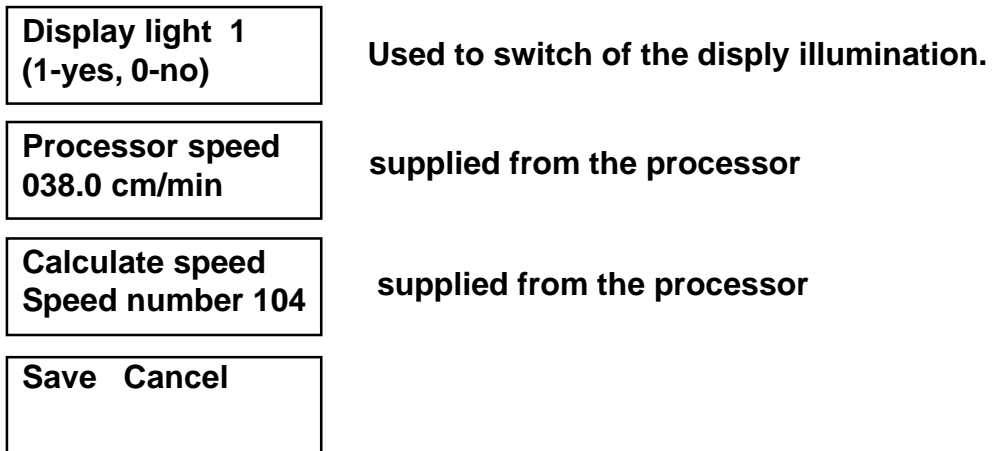 Display light 1
(1-yes, 0-no)
Used to switch of the disply illumination.
Processor speed
038.0 cm/min
supplied from the processor
Calculate speed
Speed number 104
supplied from the processor
Save Cancel